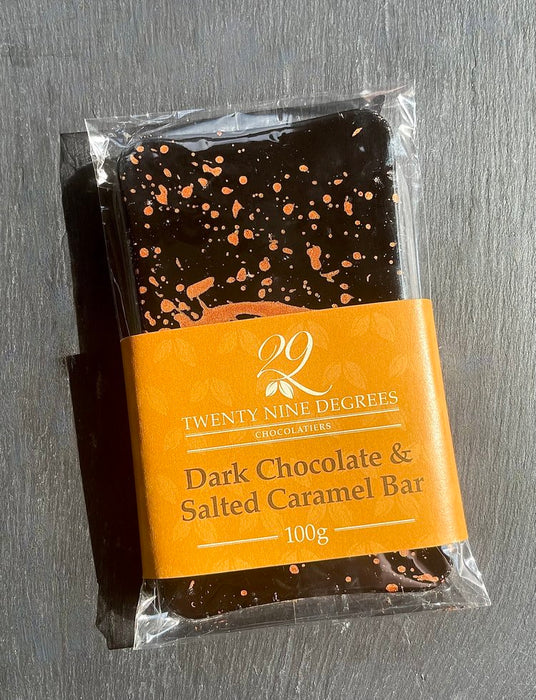 29
TWENTY NINE DEGREES
CHOCOLATIERS
Dark Chocolate &
Salted Caramel Bar
100g